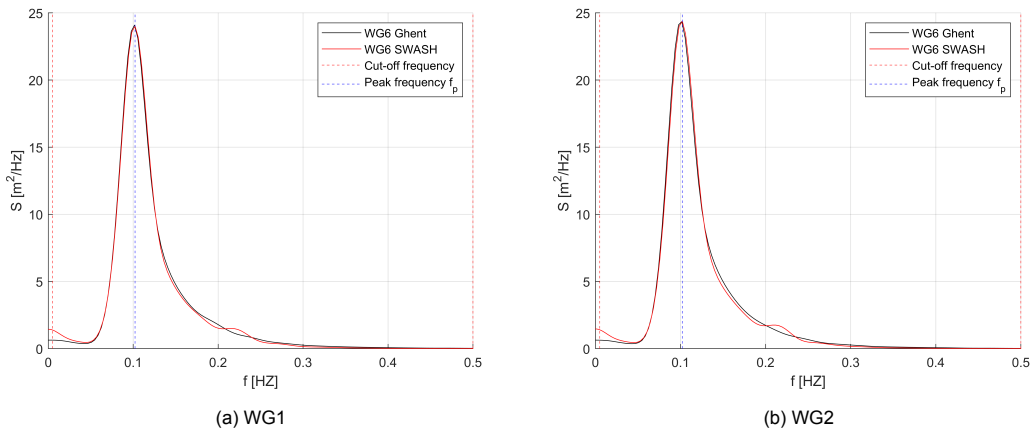 25
20
15
10
5
0
S [m²/Hz]
0
0.1
0.2
0.3
0.4
0.5
f [HZ]
WG6 Ghent
WG6 SWASH
Cut-off frequency
Peak frequency fₚ
(a) WG1
25
20
15
10
5
0
S [m²/Hz]
0
0.1
0.2
0.3
0.4
0.5
f [HZ]
WG6 Ghent
WG6 SWASH
Cut-off frequency
Peak frequency fₚ
(b) WG2